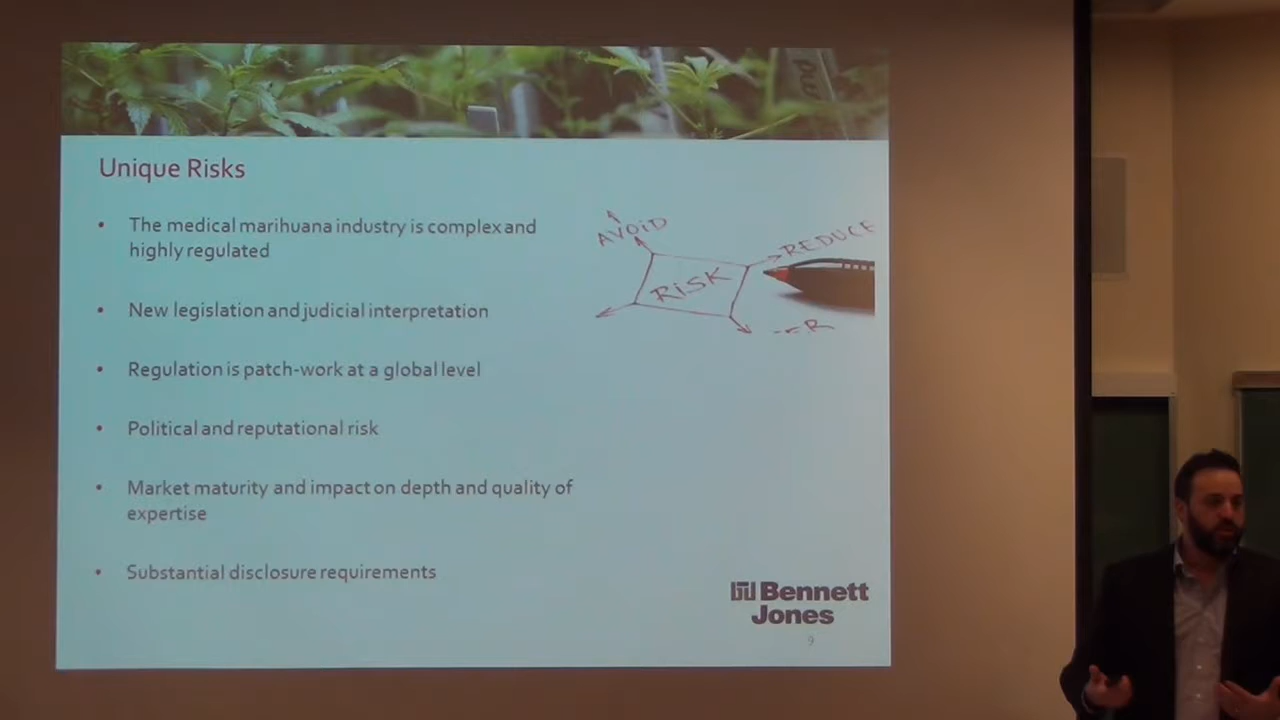 Unique Risks
• The medical marihuana industry is complex and
highly regulated
• New legislation and judicial interpretation
• Regulation is patch-work at a global level
• Political and reputational risk
• Market maturity and impact on depth and quality of
expertise
• Substantial disclosure requirements
AVOID
REDUCE
RISK
Bennett
Jones
9